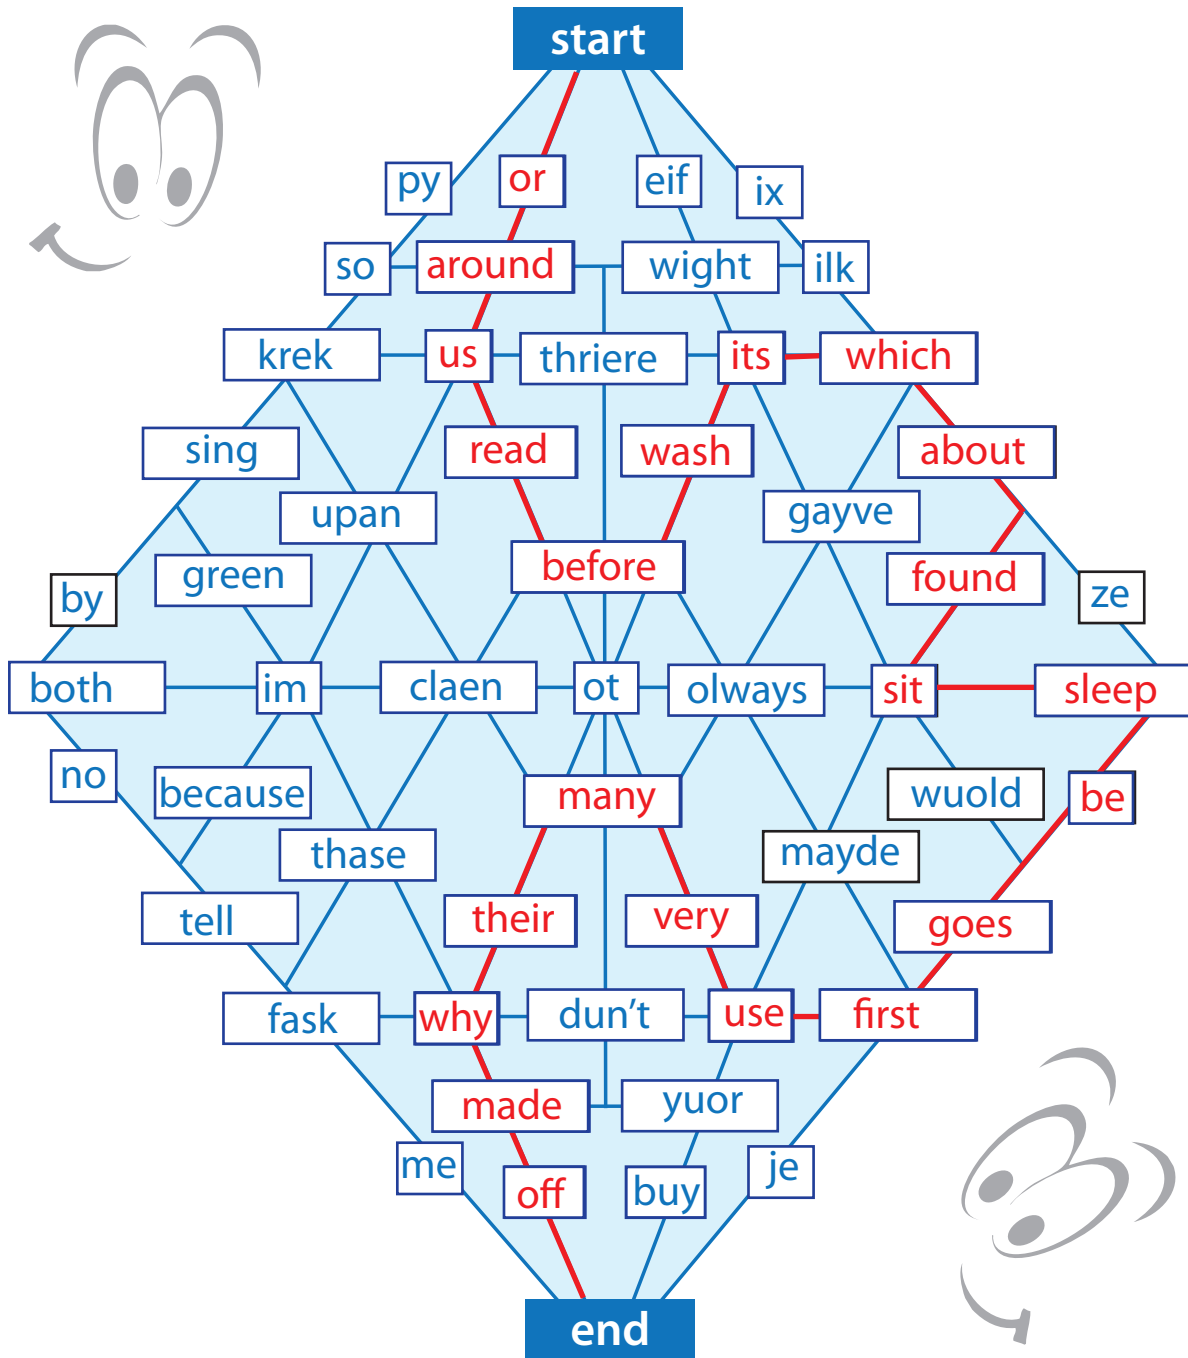 start
py or eif ix
so around wight ilk
krek us thriere its which
sing read wash about
upan gayve
green before found
by ze
both im claen ot olways sit sleep
no because many wuold be
thase mayde
tell their very goes
fask why dun't use first
made yuor
me off buy je
end